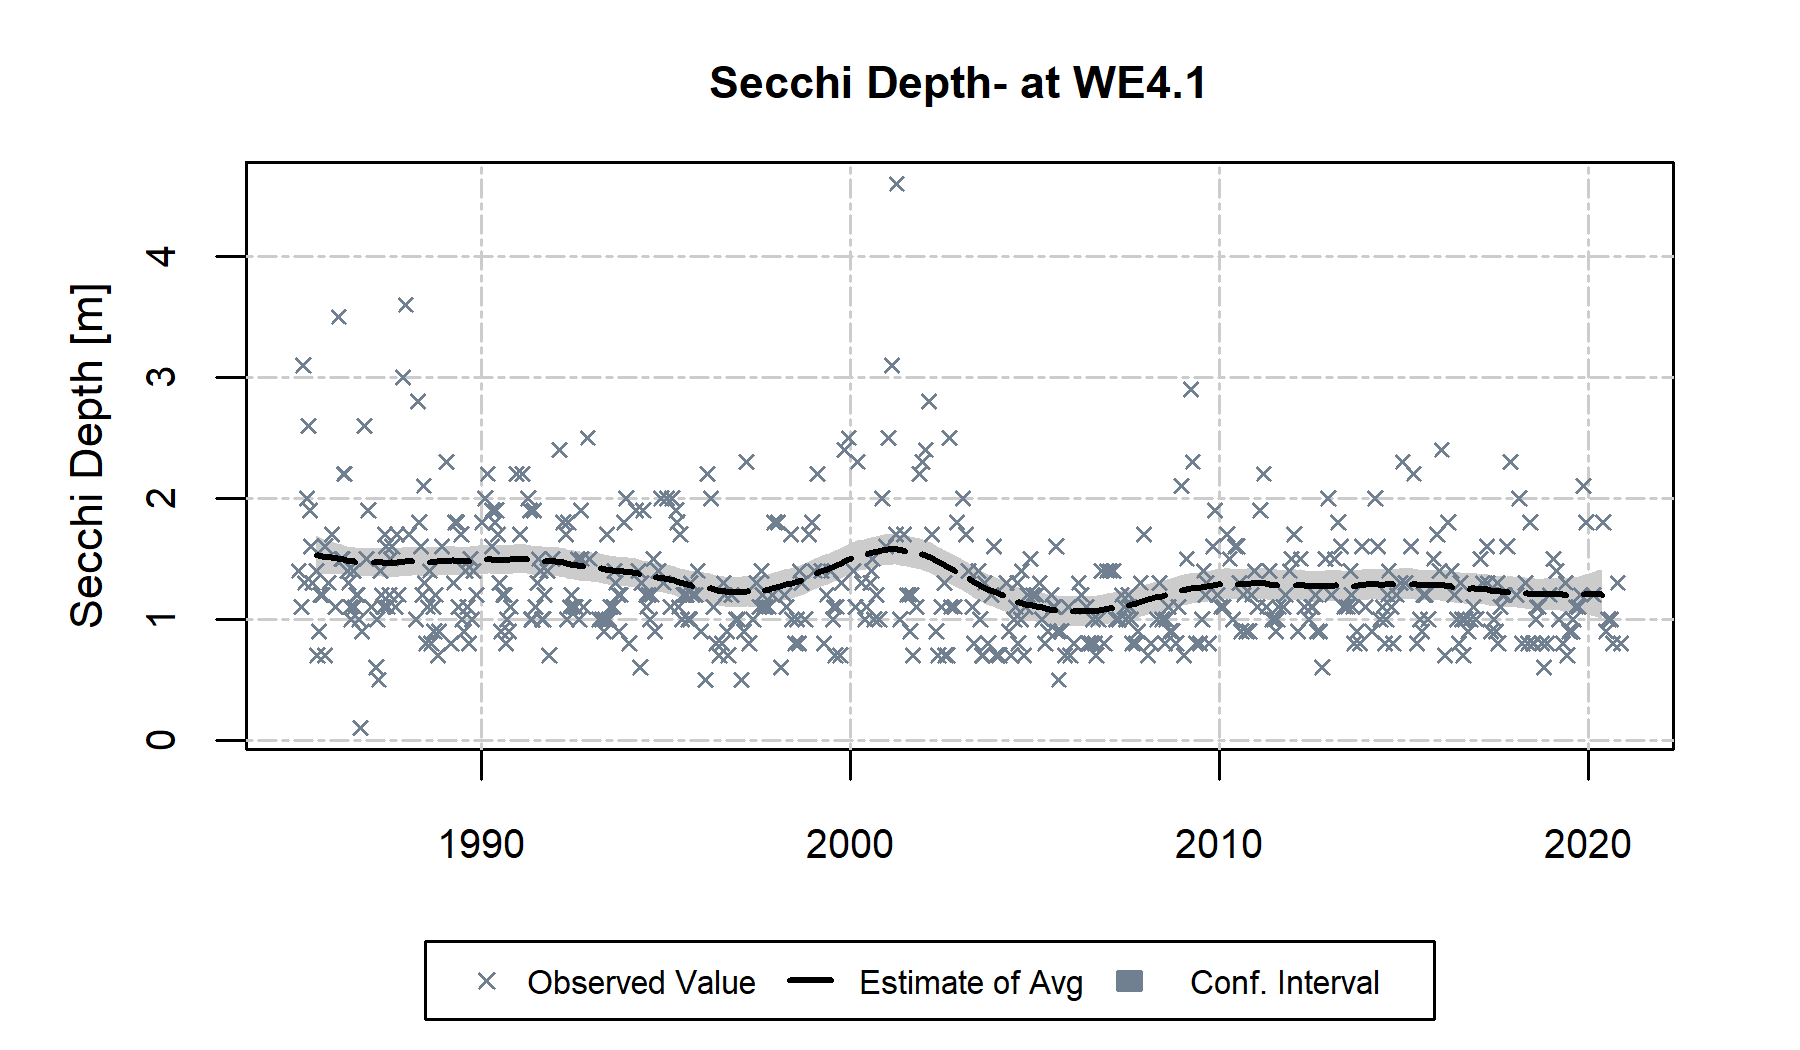 Secchi Depth- at WE4.1
Secchi Depth [m]
4
3
2
1
0
1990 2000 2010 2020
Observed Value Estimate of Avg Conf. Interval